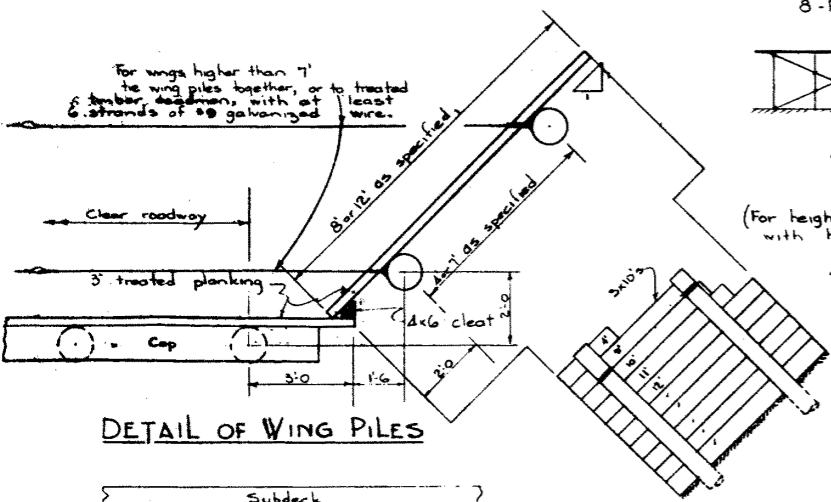 8 -
For wings higher than 7'
tie wing piles together, or to treated
timber deadmen, with at least
6 strands of #9 galvanized wire.
8' or 12' as specified
Clear roadway
4 or 7' as specified
(For heigh
with
3x10's
3" treated planking
4x6 cleat
2'-0
Cap
4'
8'
10'
11'
12'
3'-0
1'-6
2'-0
DETAIL OF WING PILES
Subdeck